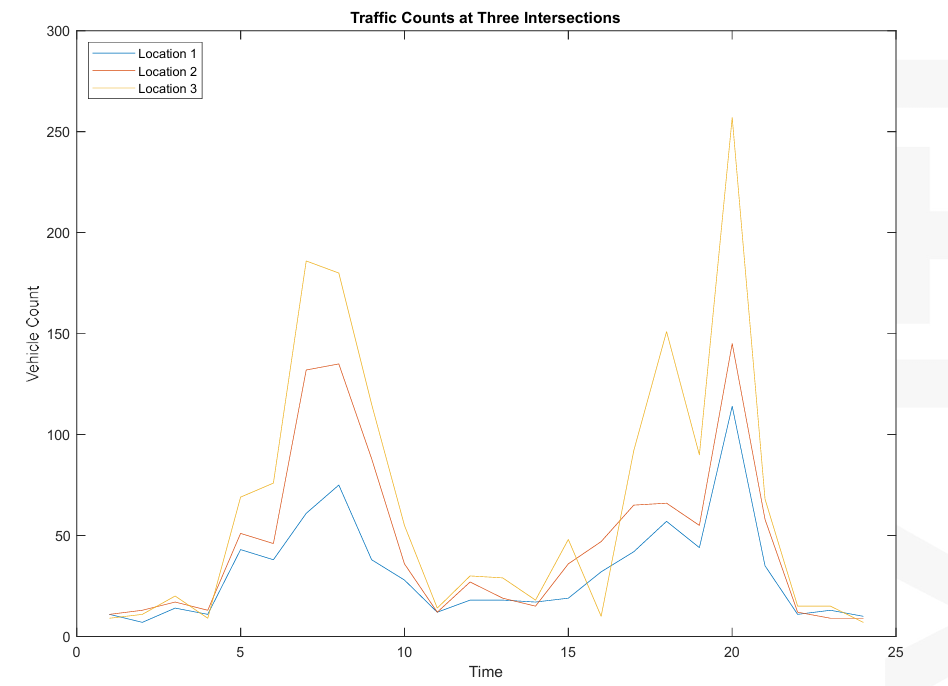 Traffic Counts at Three Intersections
300
Location 1
Location 2
Location 3
250
200
150
100
50
0
Vehicle Count
0 5 10 15 20 25
Time